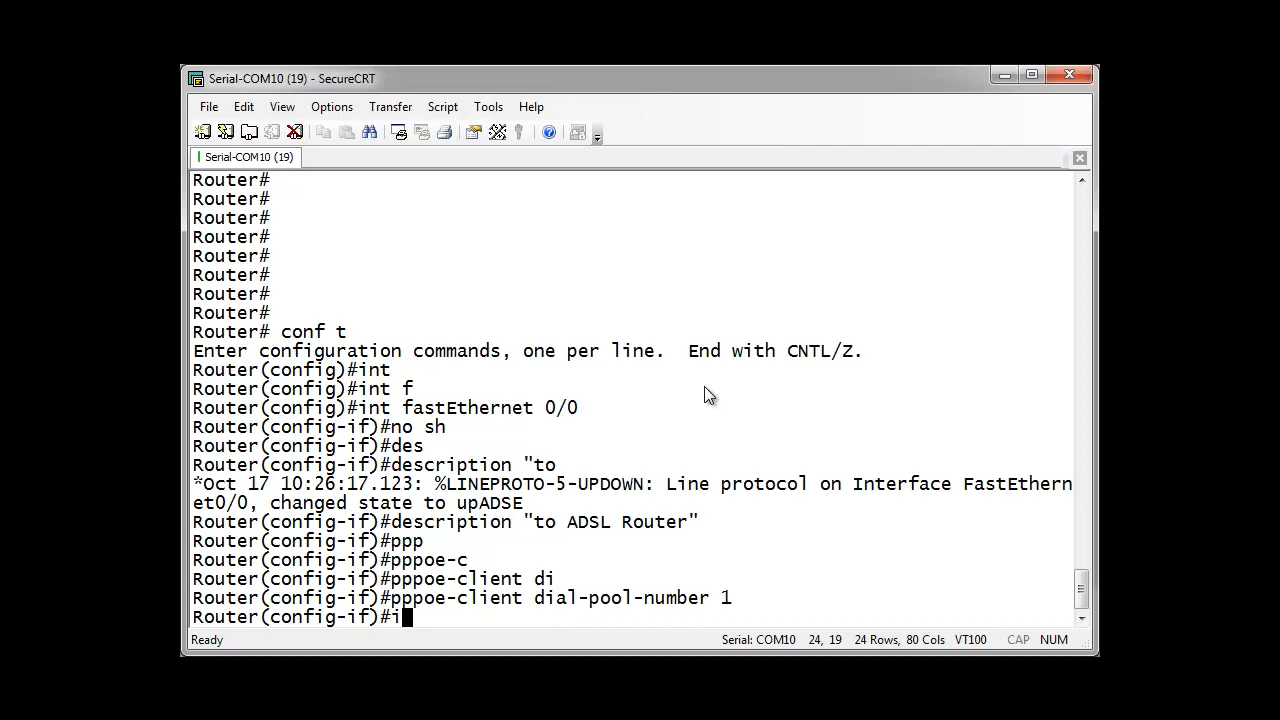 Serial-COM10 (19) - SecureCRT
File Edit View Options Transfer Script Tools Help
Serial-COM10 (19)
Router#
Router#
Router#
Router#
Router#
Router#
Router#
Router#
Router# conf t
Enter configuration commands, one per line.  End with CNTL/Z.
Router(config)#int
Router(config)#int f
Router(config)#int fastEthernet 0/0
Router(config-if)#no sh
Router(config-if)#des
Router(config-if)#description "to
*Oct 17 10:26:17.123: %LINEPROTO-5-UPDOWN: Line protocol on Interface FastEthern
et0/0, changed state to upADSE
Router(config-if)#description "to ADSL Router"
Router(config-if)#ppp
Router(config-if)#pppoe-c
Router(config-if)#pppoe-client di
Router(config-if)#pppoe-client dial-pool-number 1
Router(config-if)#i
Ready Serial: COM10 24, 19 24 Rows, 80 Cols VT100 CAP NUM